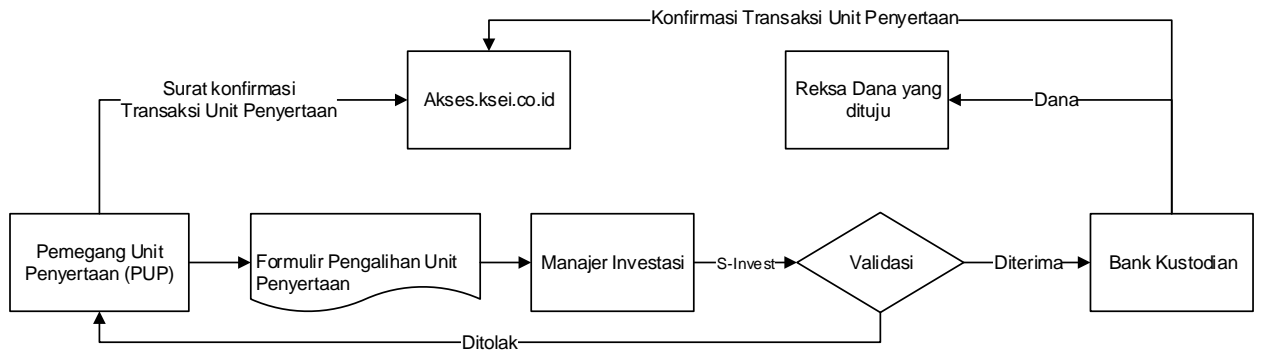 Konfirmasi Transaksi Unit Penyertaan
Surat konfirmasi
Transaksi Unit Penyertaan
Akses.ksei.co.id
Reksa Dana yang
dituju
Dana
Pemegang Unit
Penyertaan (PUP)
Formulir Pengalihan Unit
Penyertaan
Manajer Investasi
S-Invest
Validasi
Diterima
Bank Kustodian
Ditolak